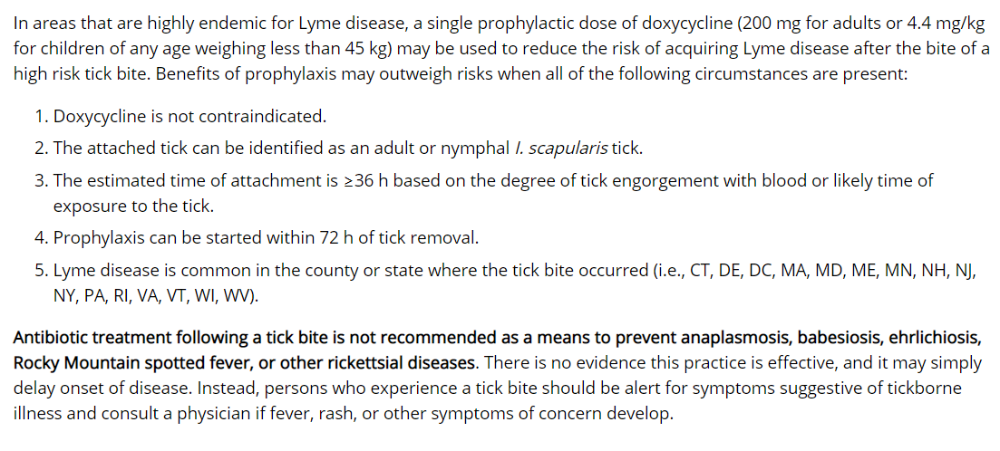 In areas that are highly endemic for Lyme disease, a single prophylactic dose of doxycycline (200 mg for adults or 4.4 mg/kg
for children of any age weighing less than 45 kg) may be used to reduce the risk of acquiring Lyme disease after the bite of a
high risk tick bite. Benefits of prophylaxis may outweigh risks when all of the following circumstances are present:
1. Doxycycline is not contraindicated.
2. The attached tick can be identified as an adult or nymphal I. scapularis tick.
3. The estimated time of attachment is ≥36 h based on the degree of tick engorgement with blood or likely time of
exposure to the tick.
4. Prophylaxis can be started within 72 h of tick removal.
5. Lyme disease is common in the county or state where the tick bite occurred (i.e., CT, DE, DC, MA, MD, ME, MN, NH, NJ,
NY, PA, RI, VA, VT, WI, WV).
Antibiotic treatment following a tick bite is not recommended as a means to prevent anaplasmosis, babesiosis, ehrlichiosis,
Rocky Mountain spotted fever, or other rickettsial diseases. There is no evidence this practice is effective, and it may simply
delay onset of disease. Instead, persons who experience a tick bite should be alert for symptoms suggestive of tickborne
illness and consult a physician if fever, rash, or other symptoms of concern develop.